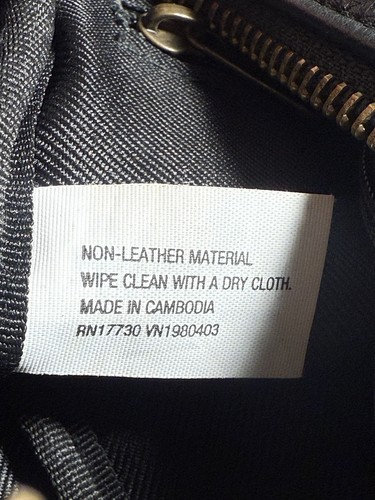 NON-LEATHER MATERIAL
WIPE CLEAN WITH A DRY CLOTH.
MADE IN CAMBODIA
RN17730 VN1980403